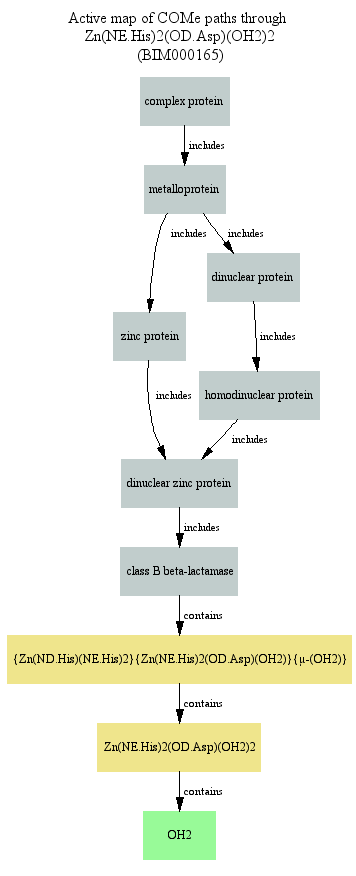 Active map of COMe paths through
Zn(NE.His)2(OD.Asp)(OH2)2
(BIM000165)
complex protein
includes
metalloprotein
includes
includes
dinuclear protein
includes
zinc protein
homodinuclear protein
includes
includes
dinuclear zinc protein
includes
class B beta-lactamase
contains
{Zn(ND.His)(NE.His)2}{Zn(NE.His)2(OD.Asp)(OH2)}{μ-(OH2)}
contains
Zn(NE.His)2(OD.Asp)(OH2)2
contains
OH2